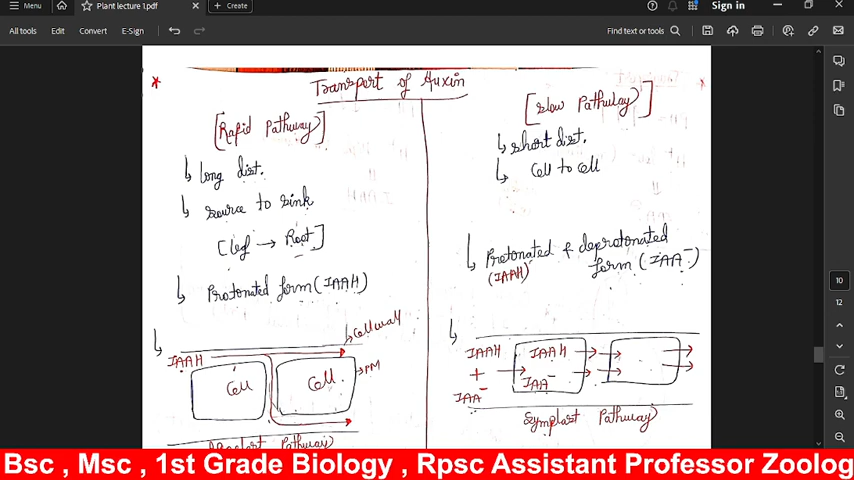 Menu
Plant lecture 1.pdf
Create
Sign in
All tools
Edit
Convert
E-Sign
Find text or tools
Transport of Auxin
[Rapid Pathway]
long dist.
source to sink
[leaf → Root]
Protonated form (IAAH)
Cell wall
IAAH
Cell
Cell
PM
Apoplast Pathway
[slow Pathway]
short dist.
Cell to Cell
Protonated & deprotonated
(IAAH) form (IAA⁻)
IAAH IAAH
+
IAA⁻ IAA⁻
Symplast Pathway
10
12
Bsc , Msc , 1st Grade Biology , Rpsc Assistant Professor Zoolog